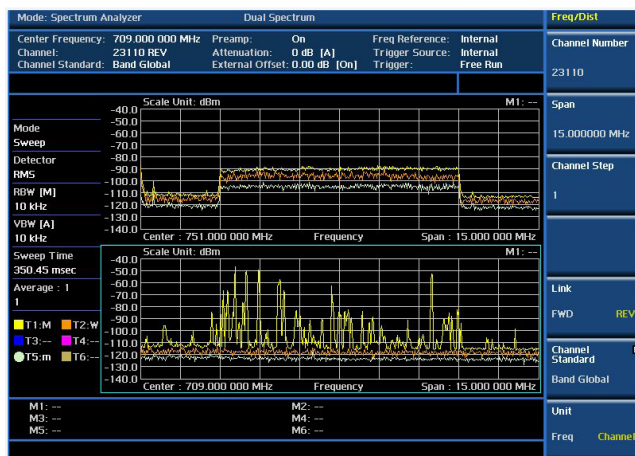 Mode: Spectrum Analyzer Dual Spectrum Freq/Dist
Center Frequency: 709.000 000 MHz Preamp: On Freq Reference: Internal
Channel: 23110 REV Attenuation: 0 dB [A] Trigger Source: Internal
Channel Standard: Band Global External Offset: 0.00 dB [On] Trigger: Free Run
Channel Number
23110
Span
15.000000 MHz
Channel Step
1
Link
FWD REV
Channel Standard
Band Global
Unit
Freq Channel
Mode
Sweep
Detector
RMS
RBW [M]
10 kHz
VBW [A]
10 kHz
Sweep Time
350.45 msec
Average : 1
1
T1:M T2:W
T3:-- T4:--
T5:m T6:--
Scale Unit: dBm M1: --
-40.0
-50.0
-60.0
-70.0
-80.0
-90.0
-100.0
-110.0
-120.0
-130.0
-140.0
Center : 751.000 000 MHz Frequency Span : 15.000 000 MHz
Scale Unit: dBm M1: --
-40.0
-50.0
-60.0
-70.0
-80.0
-90.0
-100.0
-110.0
-120.0
-130.0
-140.0
Center : 709.000 000 MHz Frequency Span : 15.000 000 MHz
M1: -- M2: --
M3: -- M4: --
M5: -- M6: --